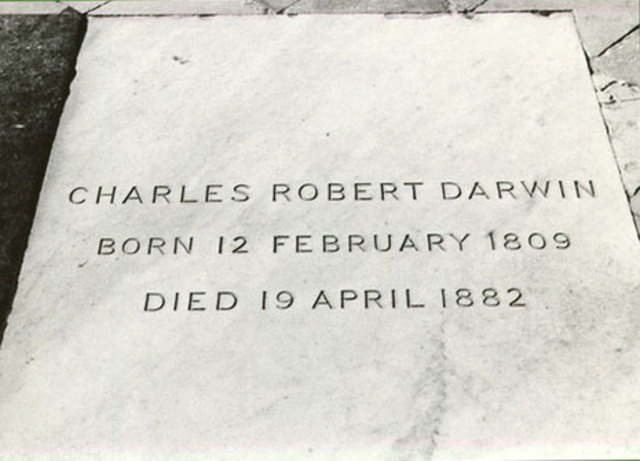 CHARLES ROBERT DARWIN
BORN 12 FEBRUARY 1809
DIED 19 APRIL 1882